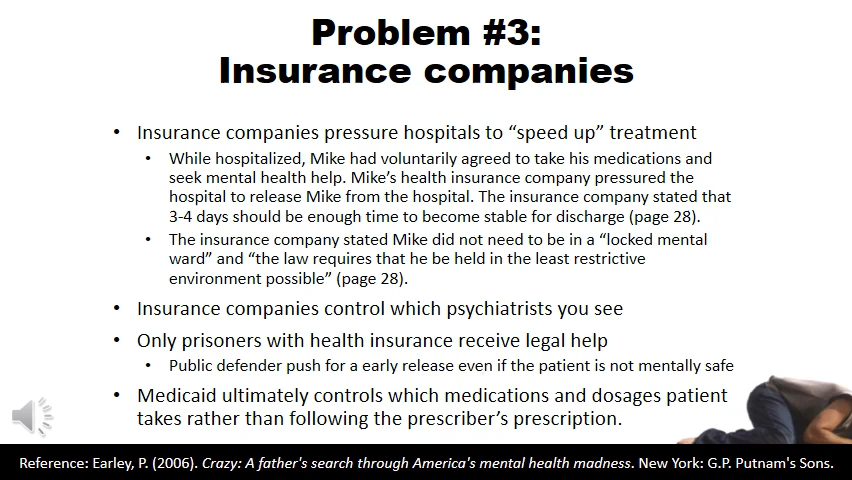 Problem #3:
Insurance companies
• Insurance companies pressure hospitals to “speed up” treatment
• While hospitalized, Mike had voluntarily agreed to take his medications and
seek mental health help. Mike’s health insurance company pressured the
hospital to release Mike from the hospital. The insurance company stated that
3-4 days should be enough time to become stable for discharge (page 28).
• The insurance company stated Mike did not need to be in a “locked mental
ward” and “the law requires that he be held in the least restrictive
environment possible” (page 28).
• Insurance companies control which psychiatrists you see
• Only prisoners with health insurance receive legal help
• Public defender push for a early release even if the patient is not mentally safe
• Medicaid ultimately controls which medications and dosages patient
takes rather than following the prescriber’s prescription.
Reference: Earley, P. (2006). Crazy: A father's search through America's mental health madness. New York: G.P. Putnam's Sons.